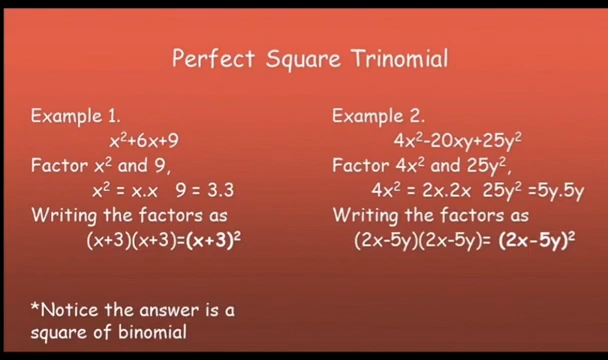 Perfect Square Trinomial
Example 1.
x²+6x+9
Factor x² and 9,
x² = x.x   9 = 3.3
Writing the factors as
(x+3)(x+3)=(x+3)²
*Notice the answer is a
square of binomial
Example 2.
4x²-20xy+25y²
Factor 4x² and 25y²,
4x² = 2x.2x  25y² =5y.5y
Writing the factors as
(2x-5y)(2x-5y)= (2x-5y)²